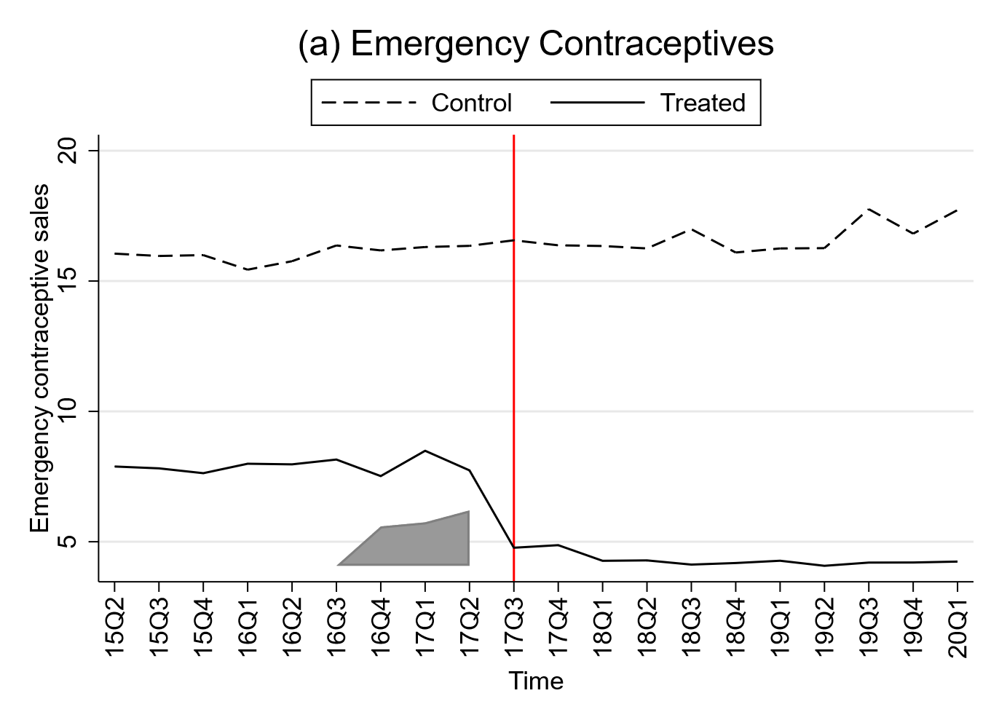 (a) Emergency Contraceptives
Control Treated
Emergency contraceptive sales
20
15
10
5
15Q2 15Q3 15Q4 16Q1 16Q2 16Q3 16Q4 17Q1 17Q2 17Q3 17Q4 18Q1 18Q2 18Q3 18Q4 19Q1 19Q2 19Q3 19Q4 20Q1
Time